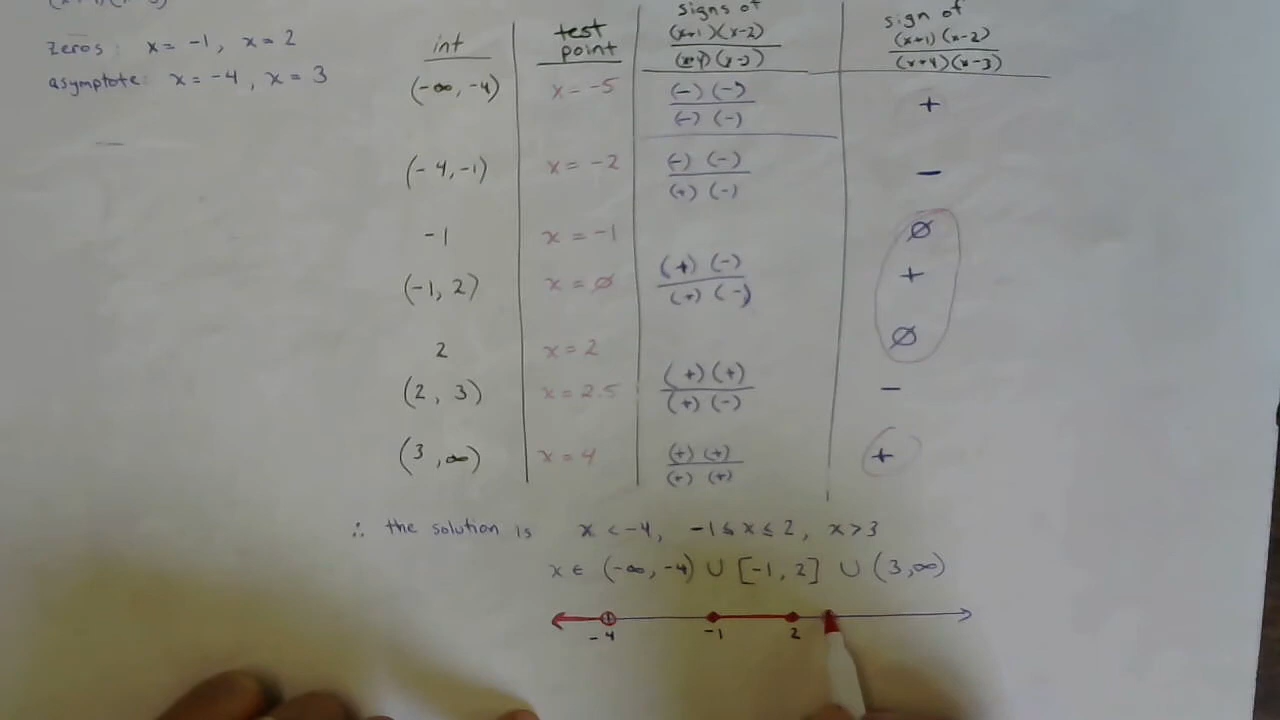 zeros: x = -1, x = 2
asymptote: x = -4, x = 3
int
test point
signs of
(x+1)(x-2)
(x+4)(x-3)
sign of
(x+1)(x-2)
(x+4)(x-3)
(-∞, -4)
x = -5
(-)(-)
(-)(-)
+
(-4, -1)
x = -2
(-)(-)
(+)(-)
-
-1
x = -1
∅
(-1, 2)
x = ∅
(+)(-)
(+)(-)
+
2
x = 2
∅
(2, 3)
x = 2.5
(+)(+)
(+)(-)
-
(3, ∞)
x = 4
(+)(+)
(+)(+)
+
∴ the solution is x < -4, -1 ≤ x ≤ 2, x > 3
x ∈ (-∞, -4) ∪ [-1, 2] ∪ (3, ∞)
-4 -1 2